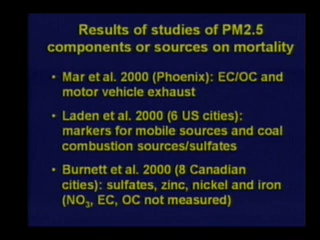 Results of studies of PM2.5
components or sources on mortality
• Mar et al. 2000 (Phoenix): EC/OC and
motor vehicle exhaust
• Laden et al. 2000 (6 US cities):
markers for mobile sources and coal
combustion sources/sulfates
• Burnett et al. 2000 (8 Canadian
cities): sulfates, zinc, nickel and iron
(NO₃, EC, OC not measured)